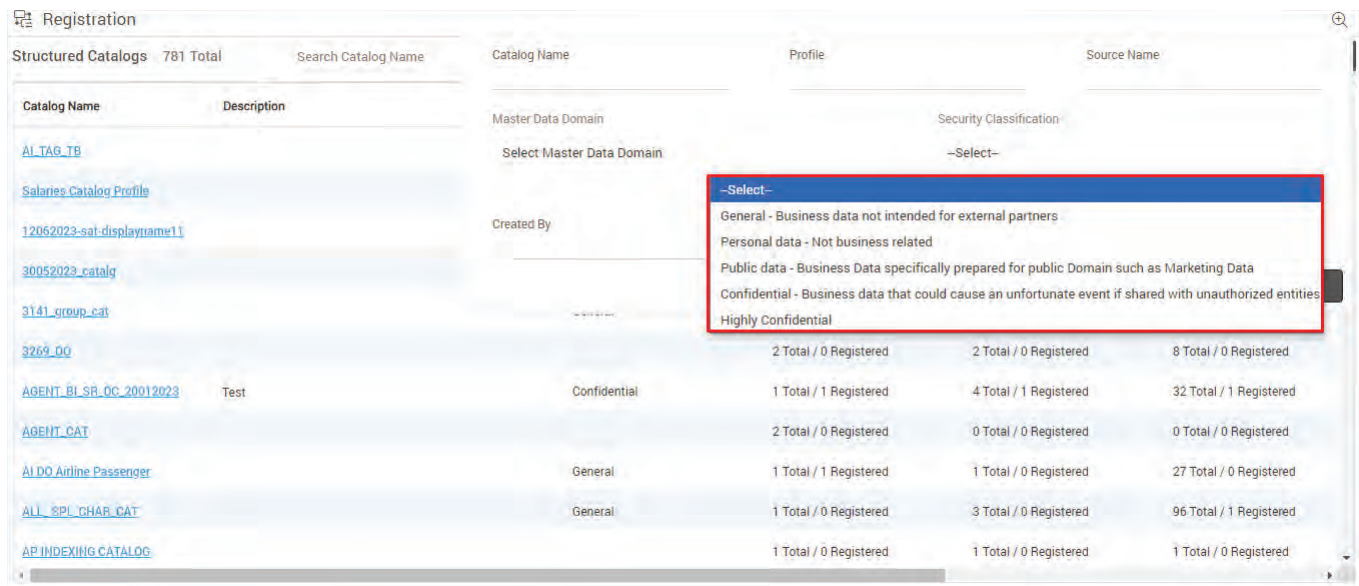 Registration
Structured Catalogs 781 Total Search Catalog Name
Catalog Name Profile Source Name
Catalog Name Description
Master Data Domain Security Classification
Select Master Data Domain --Select--
AI_TAG_TB
Salaries Catalog Profile
--Select--
General - Business data not intended for external partners
Personal data - Not business related
Public data - Business Data specifically prepared for public Domain such as Marketing Data
Confidential - Business data that could cause an unfortunate event if shared with unauthorized entities
Highly Confidential
Created By
12062023-sat-displayname11
30052023_catalg
3141_group_cat
3269_DO 2 Total / 0 Registered 2 Total / 0 Registered 8 Total / 0 Registered
AGENT_BI_SR_OC_20012023 Test Confidential 1 Total / 1 Registered 4 Total / 1 Registered 32 Total / 1 Registered
AGENT_CAT 2 Total / 0 Registered 0 Total / 0 Registered 0 Total / 0 Registered
AI DO Airline Passenger General 1 Total / 1 Registered 1 Total / 0 Registered 27 Total / 0 Registered
ALL_ SPL_CHAR_CAT General 1 Total / 0 Registered 3 Total / 0 Registered 96 Total / 1 Registered
AP INDEXING CATALOG 1 Total / 0 Registered 1 Total / 0 Registered 1 Total / 0 Registered